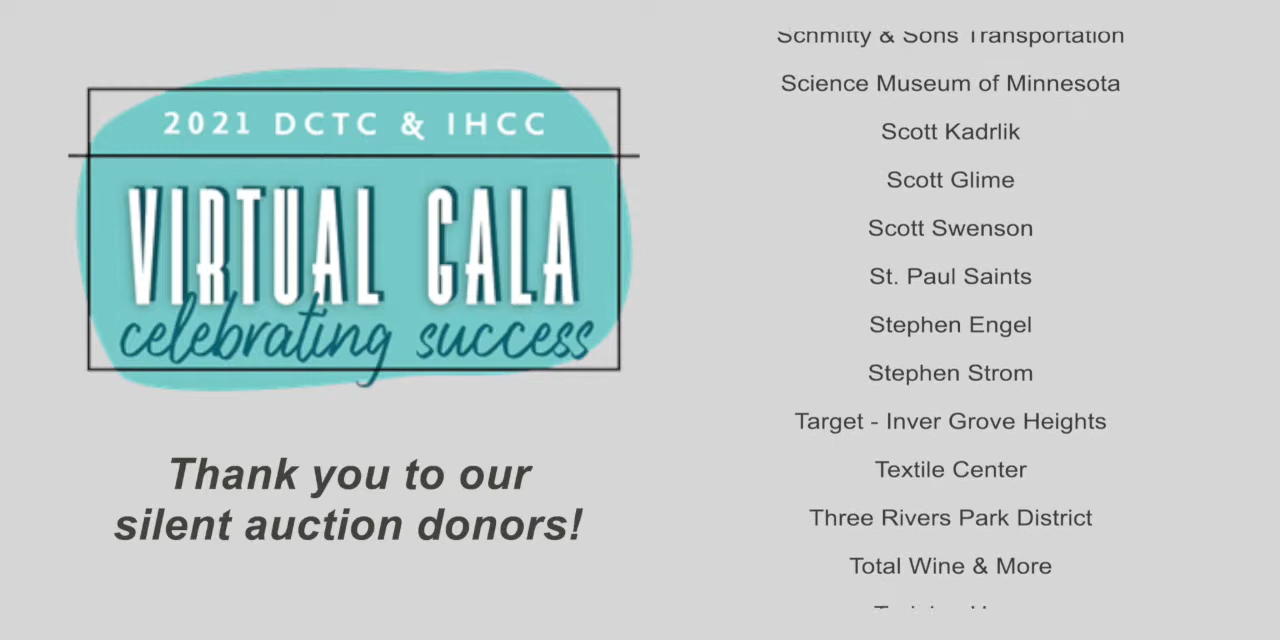 2021 DCTC & IHCC
VIRTUAL GALA
celebrating success
Thank you to our
silent auction donors!
Schmitty & Sons Transportation
Science Museum of Minnesota
Scott Kadrlik
Scott Glime
Scott Swenson
St. Paul Saints
Stephen Engel
Stephen Strom
Target - Inver Grove Heights
Textile Center
Three Rivers Park District
Total Wine & More